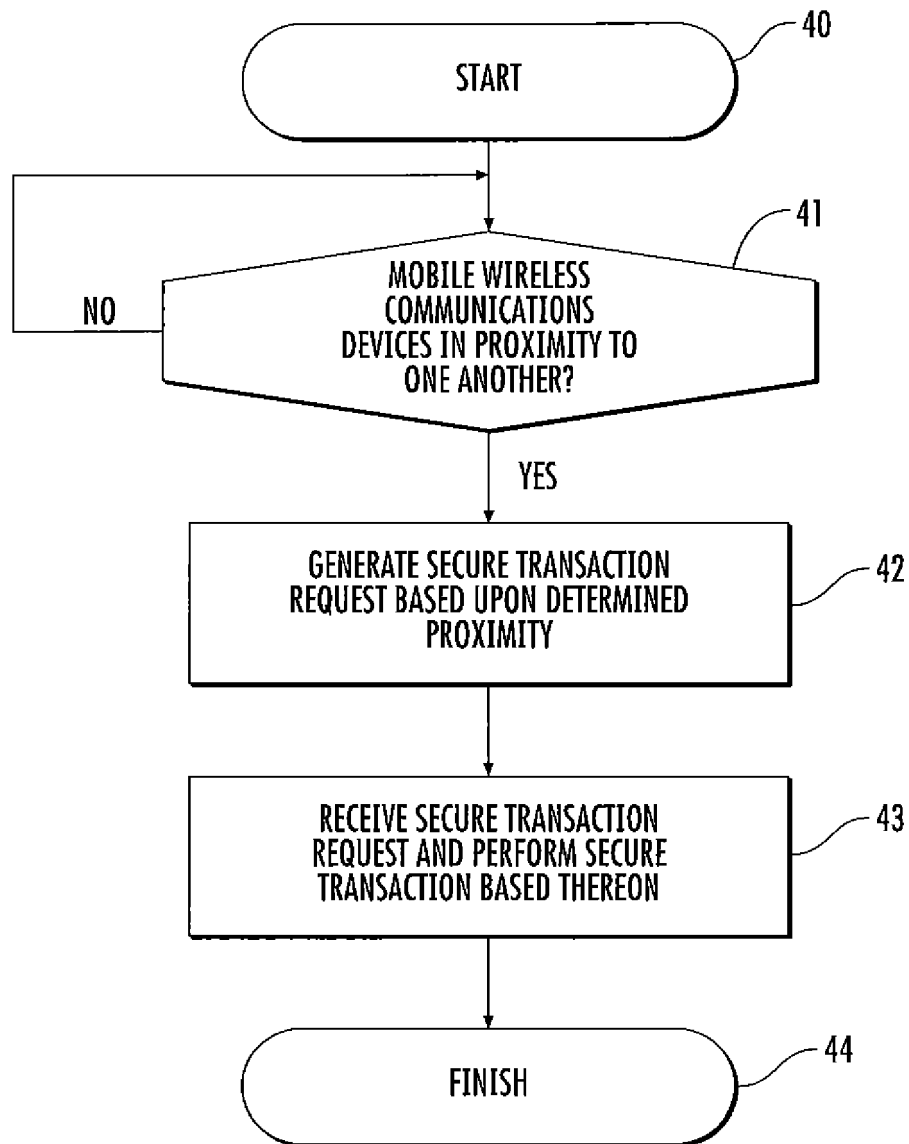 40
START
41
MOBILE WIRELESS
COMMUNICATIONS
DEVICES IN PROXIMITY TO
ONE ANOTHER?
NO
YES
GENERATE SECURE TRANSACTION
REQUEST BASED UPON DETERMINED
PROXIMITY
42
RECEIVE SECURE TRANSACTION
REQUEST AND PERFORM SECURE
TRANSACTION BASED THEREON
43
FINISH
44